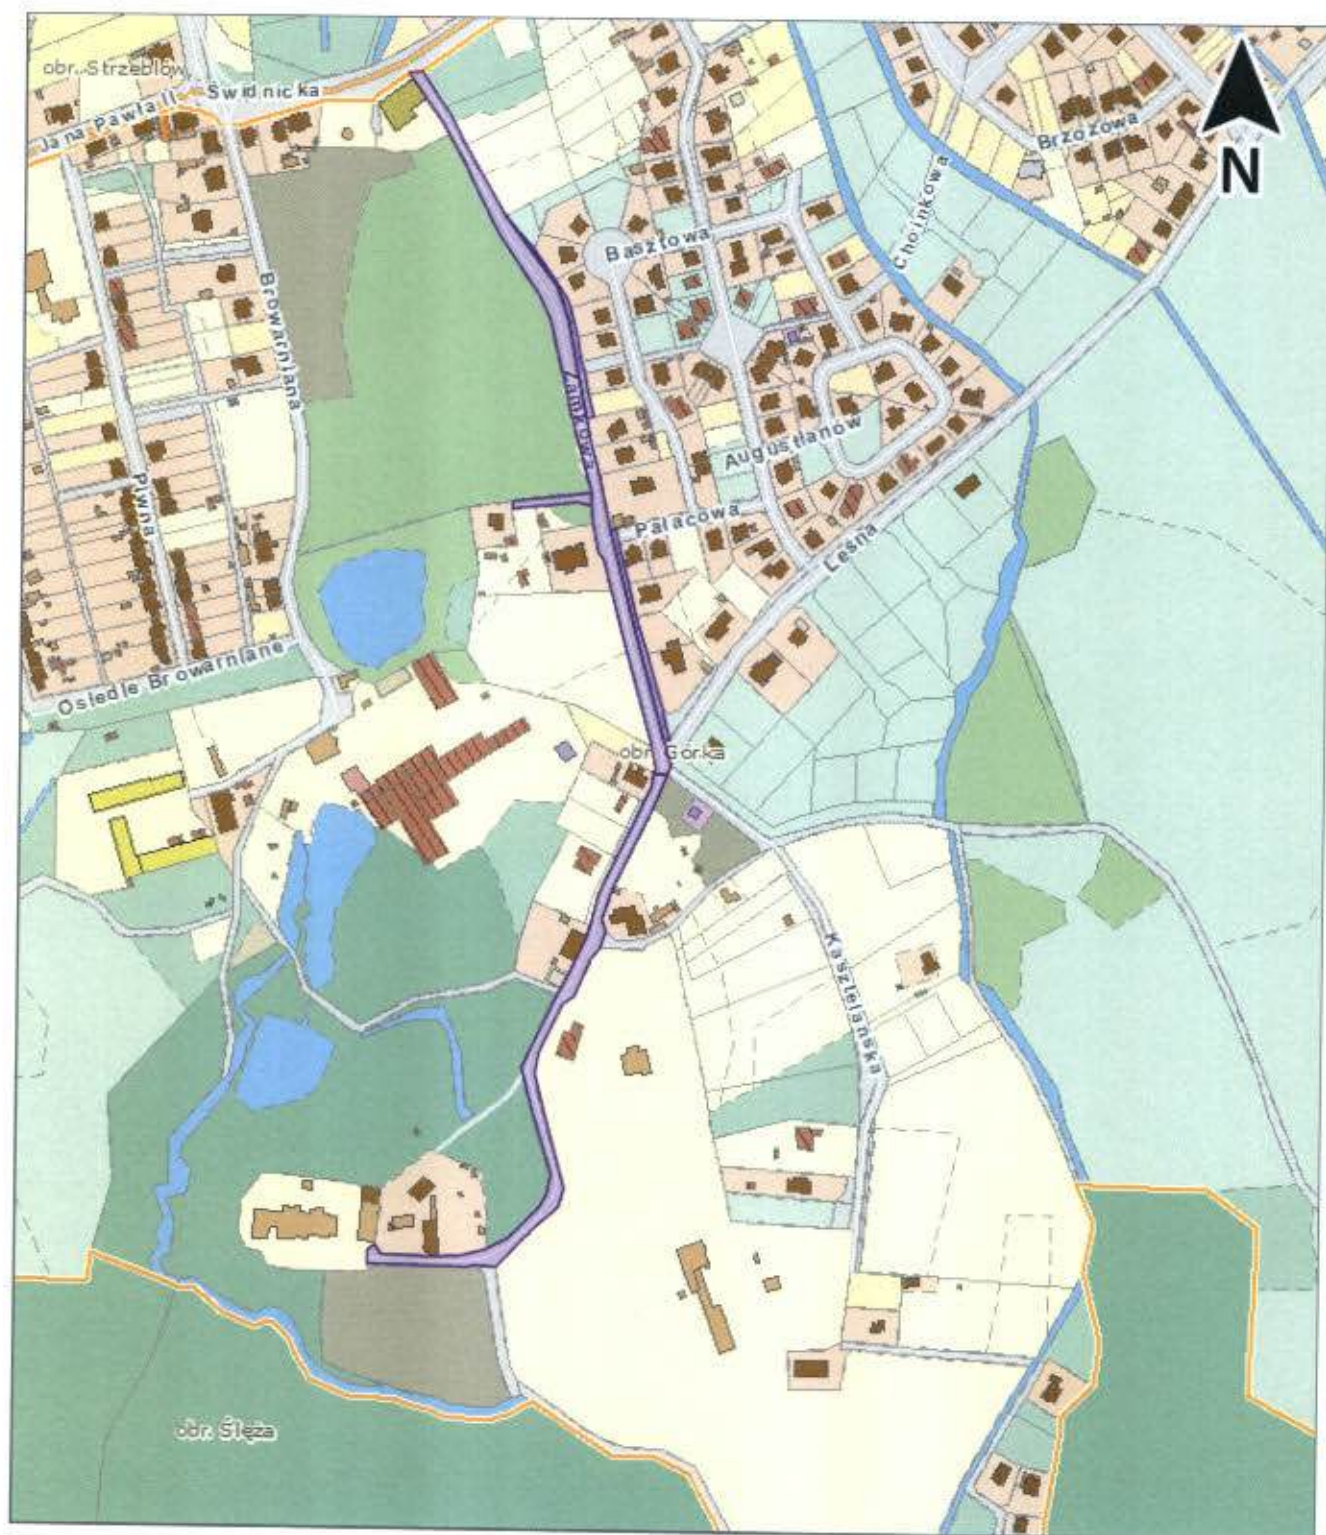 obr. Strzeblów
Świdnicka
Jana Pawła II
N
Brzozowa
Choinkowa
Basztowa
Browarniana
Zamkowa
Augustianów
Piwna
Pałacowa
Leśna
Osiedle Browarniane
obr. Górka
Kasztelańska
obr. Ślęża